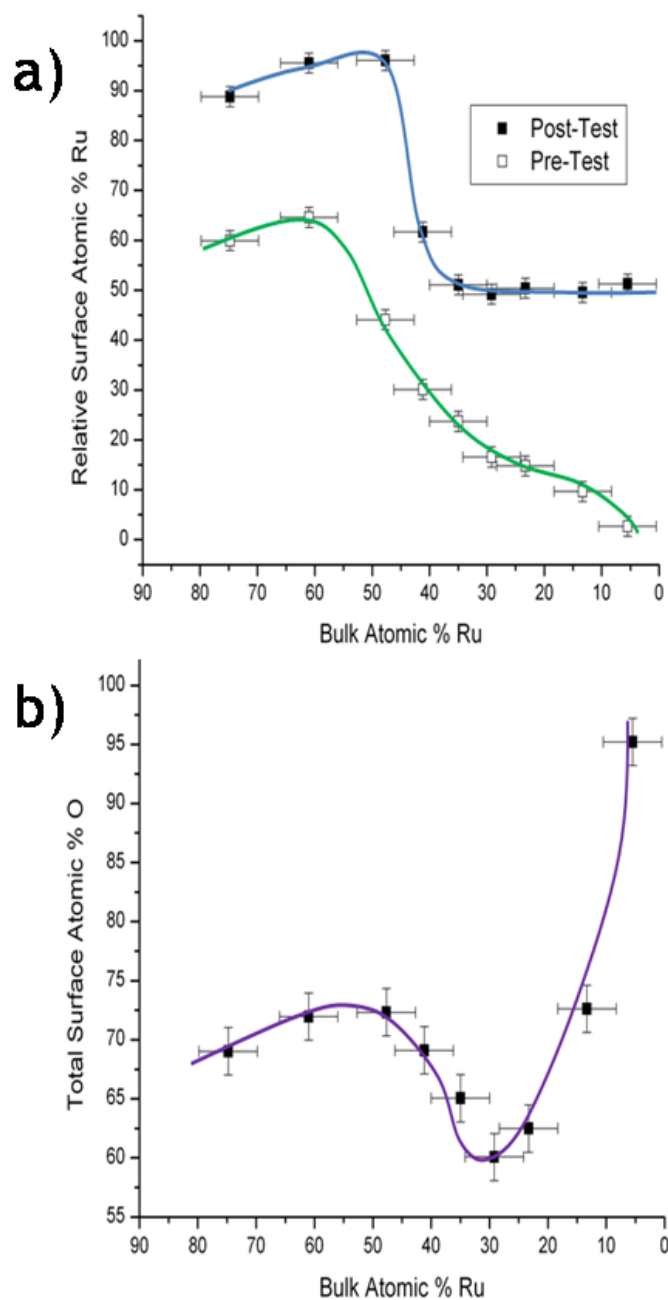 a)
Relative Surface Atomic % Ru
100
90
80
70
60
50
40
30
20
10
0
Post-Test
Pre-Test
90 80 70 60 50 40 30 20 10 0
Bulk Atomic % Ru
b)
Total Surface Atomic % O
100
95
90
85
80
75
70
65
60
55
90 80 70 60 50 40 30 20 10 0
Bulk Atomic % Ru